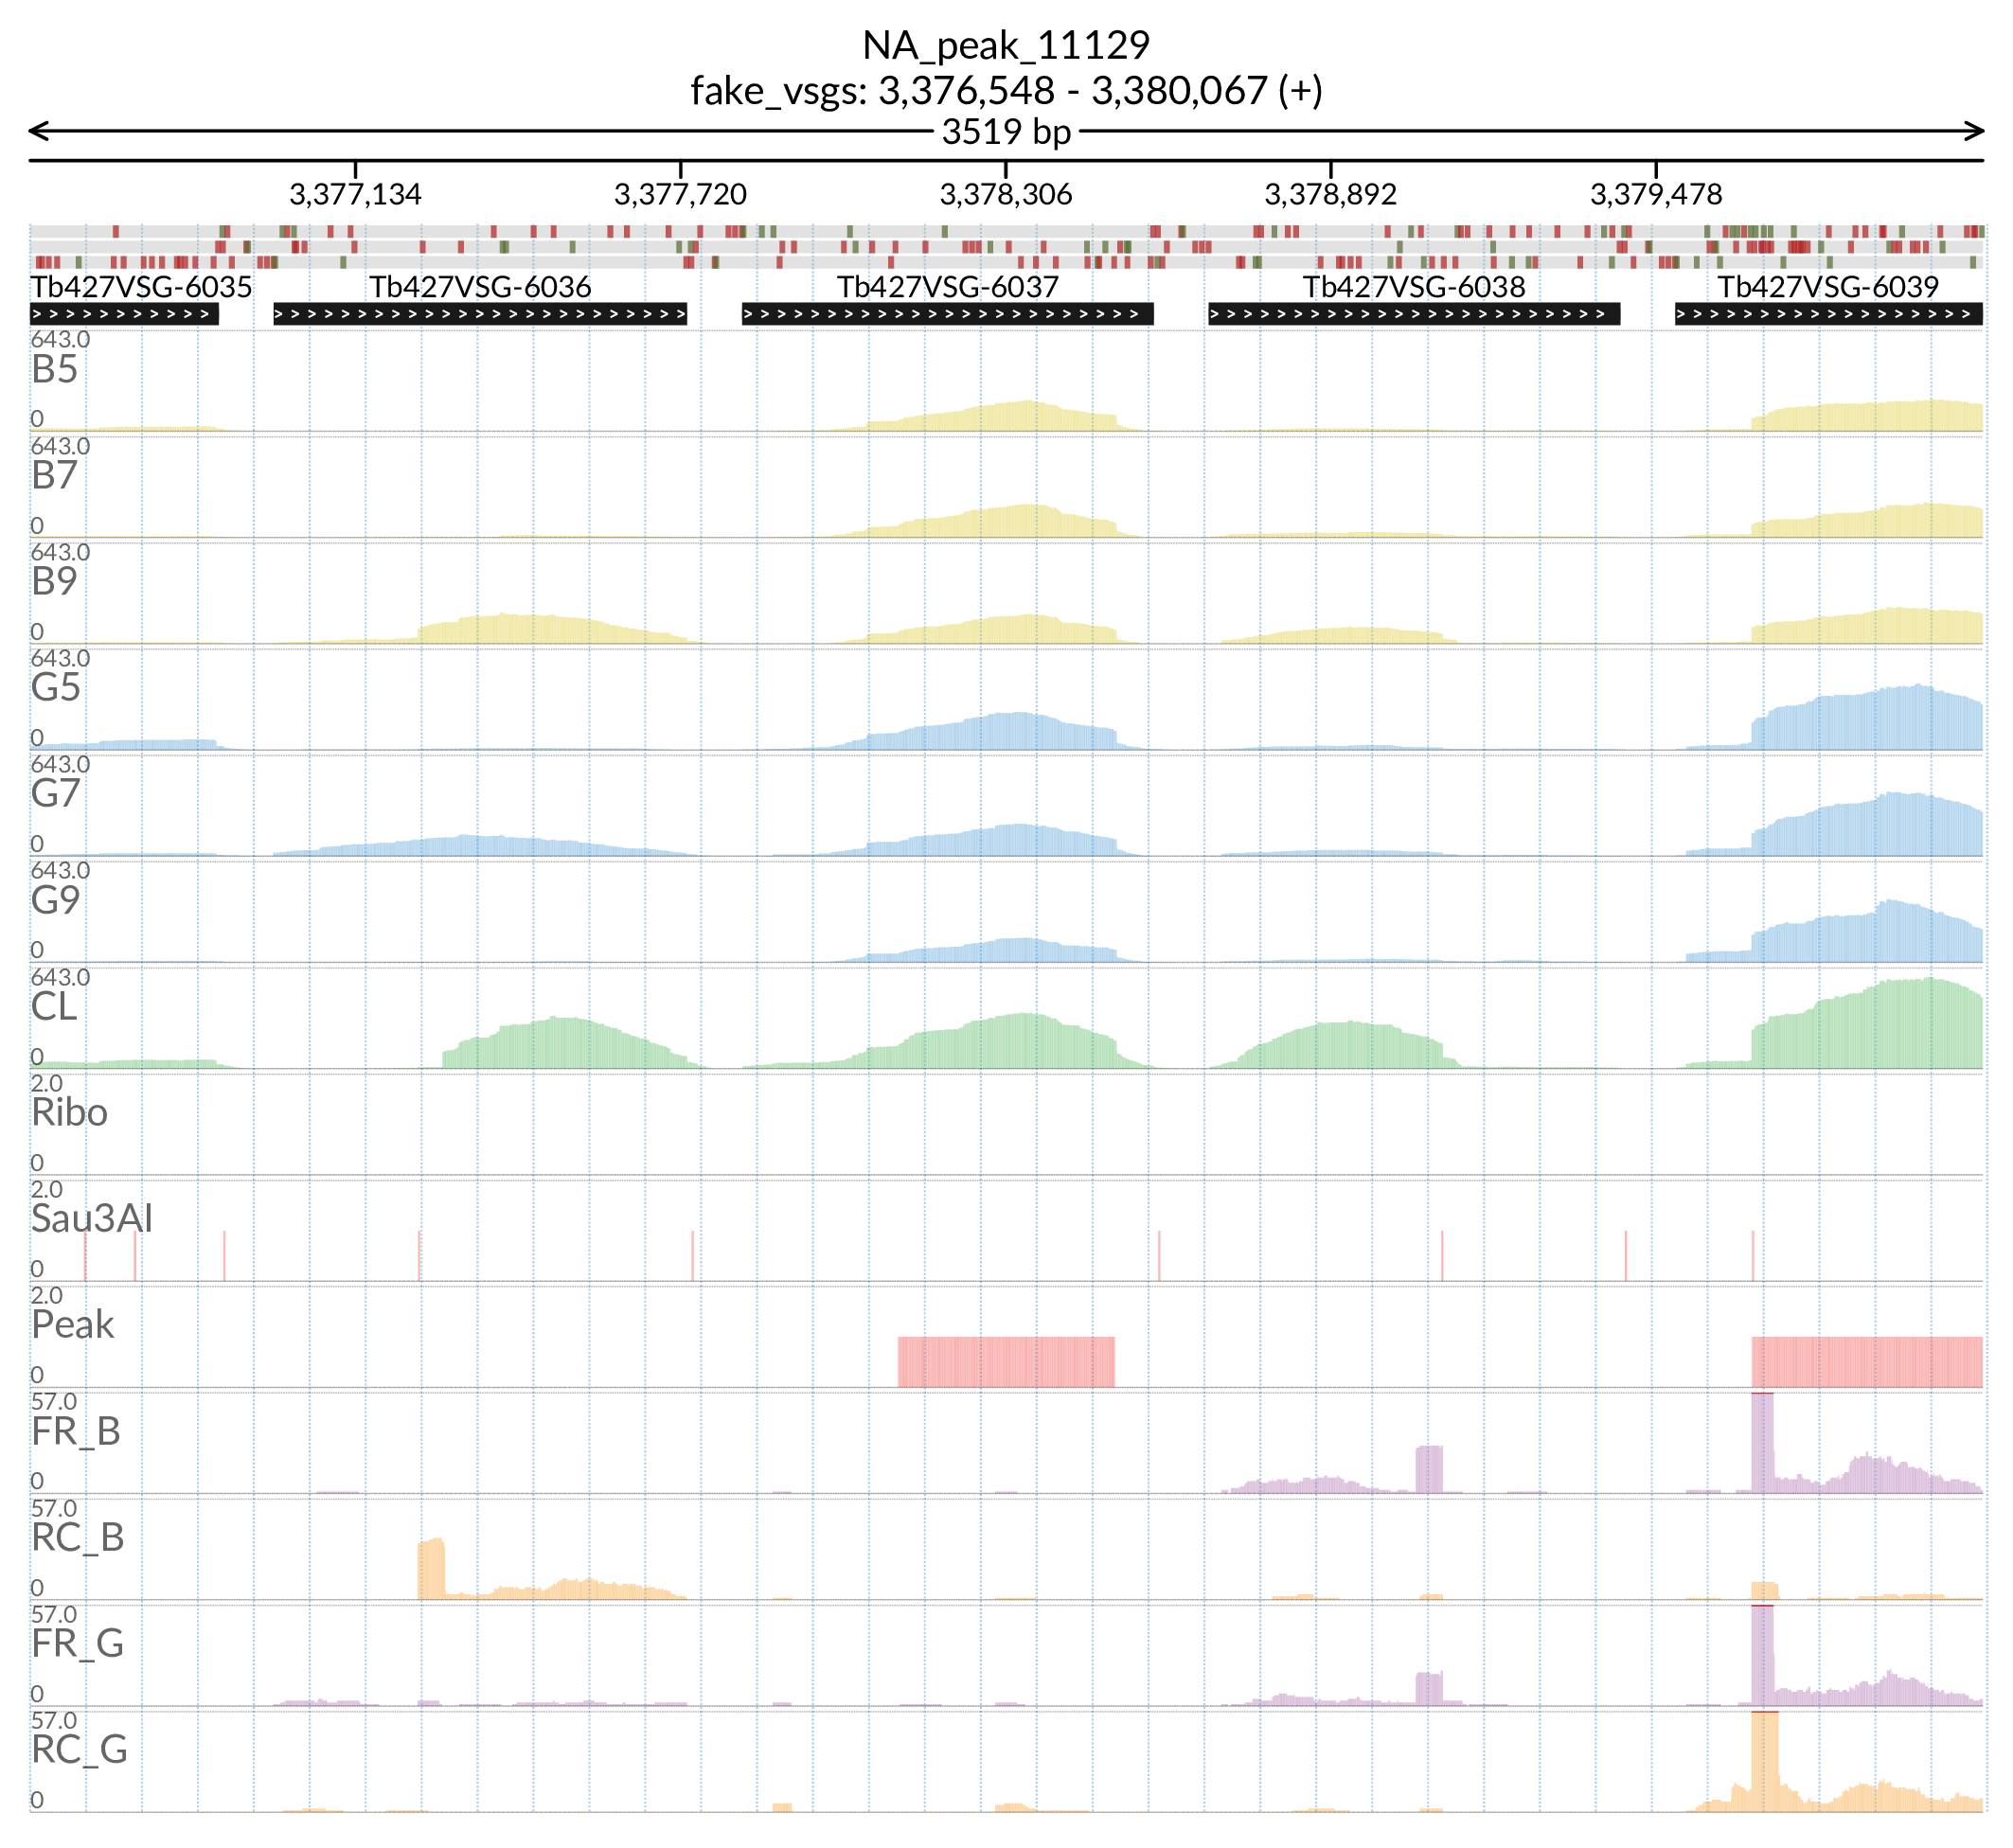 NA_peak_11129
fake_vsgs: 3,376,548 - 3,380,067 (+)
3519 bp
3,377,134 3,377,720 3,378,306 3,378,892 3,379,478
Tb427VSG-6035 Tb427VSG-6036 Tb427VSG-6037 Tb427VSG-6038 Tb427VSG-6039
643.0
B5
0
643.0
B7
0
643.0
B9
0
643.0
G5
0
643.0
G7
0
643.0
G9
0
643.0
CL
0
2.0
Ribo
0
2.0
Sau3AI
0
2.0
Peak
0
57.0
FR_B
0
57.0
RC_B
0
57.0
FR_G
0
57.0
RC_G
0